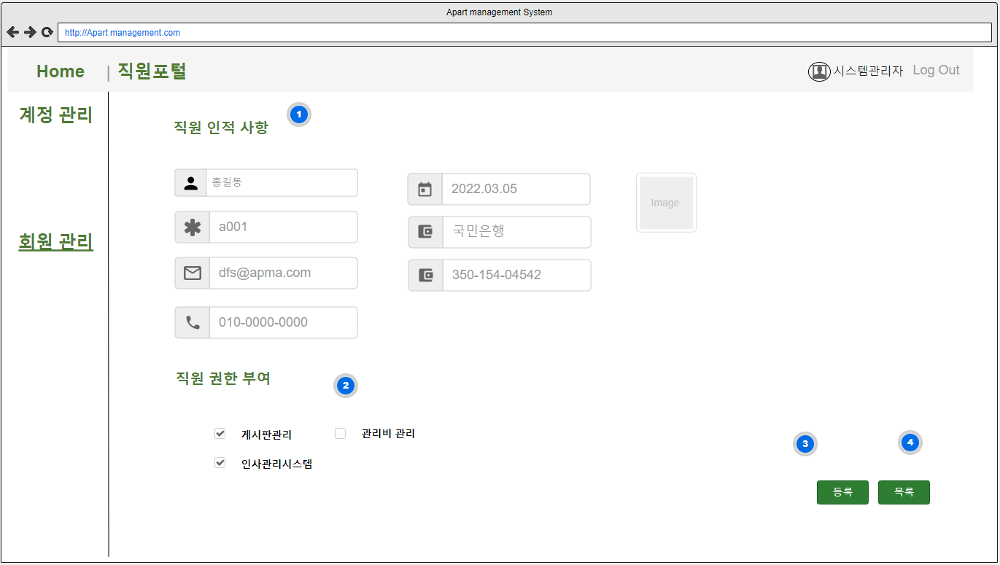 Apart management System
http://Apart management.com
Home | 직원포털
시스템관리자 Log Out
계정 관리
회원 관리
직원 인적 사항
1
홍길동
a001
dfs@apma.com
010-0000-0000
2022.03.05
국민은행
350-154-04542
Image
직원 권한 부여
2
게시판관리
관리비 관리
인사관리시스템
3
4
등록
목록